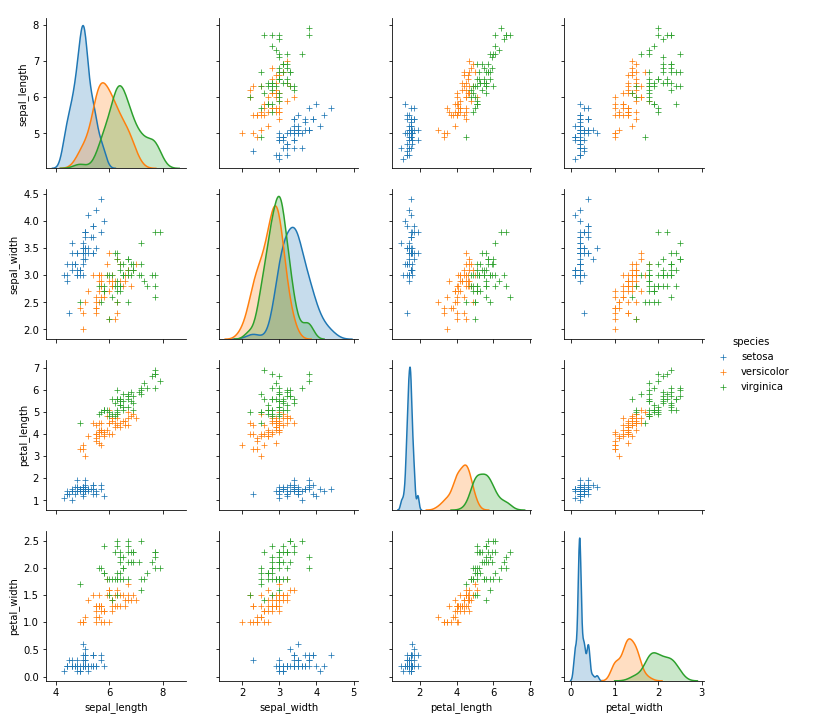 8
7
6
5
sepal_length
4.5
4.0
3.5
3.0
2.5
2.0
sepal_width
species
setosa
versicolor
virginica
7
6
5
4
3
2
1
petal_length
2.5
2.0
1.5
1.0
0.5
0.0
petal_width
4 6 8
sepal_length
2 3 4 5
sepal_width
2 4 6 8
petal_length
0 1 2 3
petal_width